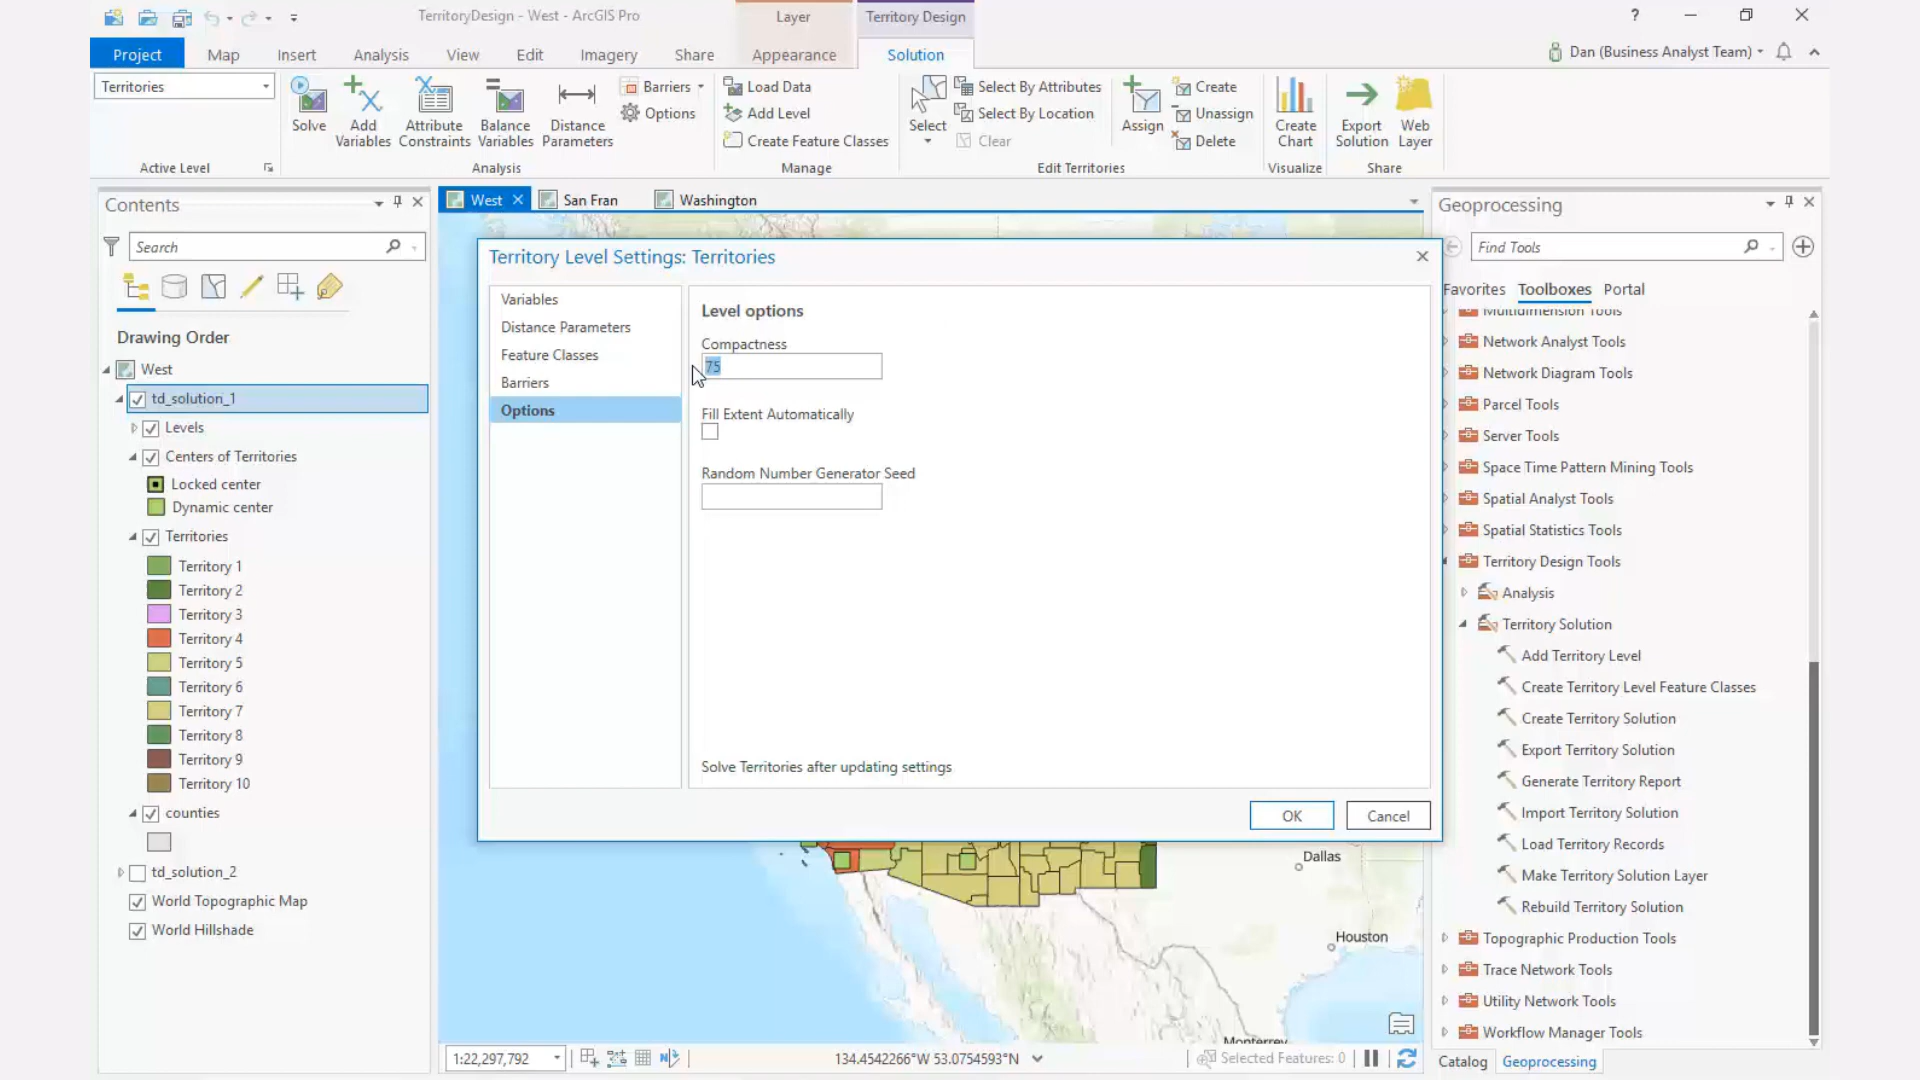 TerritoryDesign - West - ArcGIS Pro
Layer
Territory Design
?
Project
Map
Insert
Analysis
View
Edit
Imagery
Share
Appearance
Solution
Dan (Business Analyst Team)
Territories
Active Level
Solve
Add Variables
Attribute Constraints
Balance Variables
Distance Parameters
Barriers
Options
Analysis
Load Data
Add Level
Create Feature Classes
Manage
Select
Select By Attributes
Select By Location
Clear
Assign
Create
Unassign
Delete
Edit Territories
Create Chart
Visualize
Export Solution
Web Layer
Share
Contents
Search
Drawing Order
West
td_solution_1
Levels
Centers of Territories
Locked center
Dynamic center
Territories
Territory 1
Territory 2
Territory 3
Territory 4
Territory 5
Territory 6
Territory 7
Territory 8
Territory 9
Territory 10
counties
td_solution_2
World Topographic Map
World Hillshade
West
San Fran
Washington
Territory Level Settings: Territories
Variables
Distance Parameters
Feature Classes
Barriers
Options
Level options
Compactness
75
Fill Extent Automatically
Random Number Generator Seed
Solve Territories after updating settings
OK
Cancel
Dallas
Houston
Monterrey
1:22,297,792
134.4542266°W 53.0754593°N
Selected Features: 0
Geoprocessing
Find Tools
Favorites
Toolboxes
Portal
Multidimension Tools
Network Analyst Tools
Network Diagram Tools
Parcel Tools
Server Tools
Space Time Pattern Mining Tools
Spatial Analyst Tools
Spatial Statistics Tools
Territory Design Tools
Analysis
Territory Solution
Add Territory Level
Create Territory Level Feature Classes
Create Territory Solution
Export Territory Solution
Generate Territory Report
Import Territory Solution
Load Territory Records
Make Territory Solution Layer
Rebuild Territory Solution
Topographic Production Tools
Trace Network Tools
Utility Network Tools
Workflow Manager Tools
Catalog
Geoprocessing